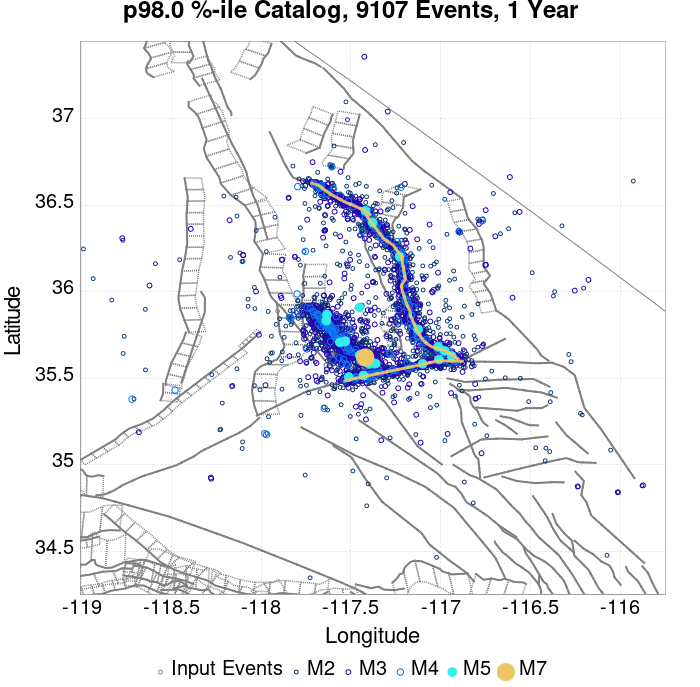 p98.0 %-ile Catalog, 9107 Events, 1 Year
37
36.5
36
35.5
35
34.5
Latitude
-119 -118.5 -118 -117.5 -117 -116.5 -116
Longitude
Input Events M2 M3 M4 M5 M7